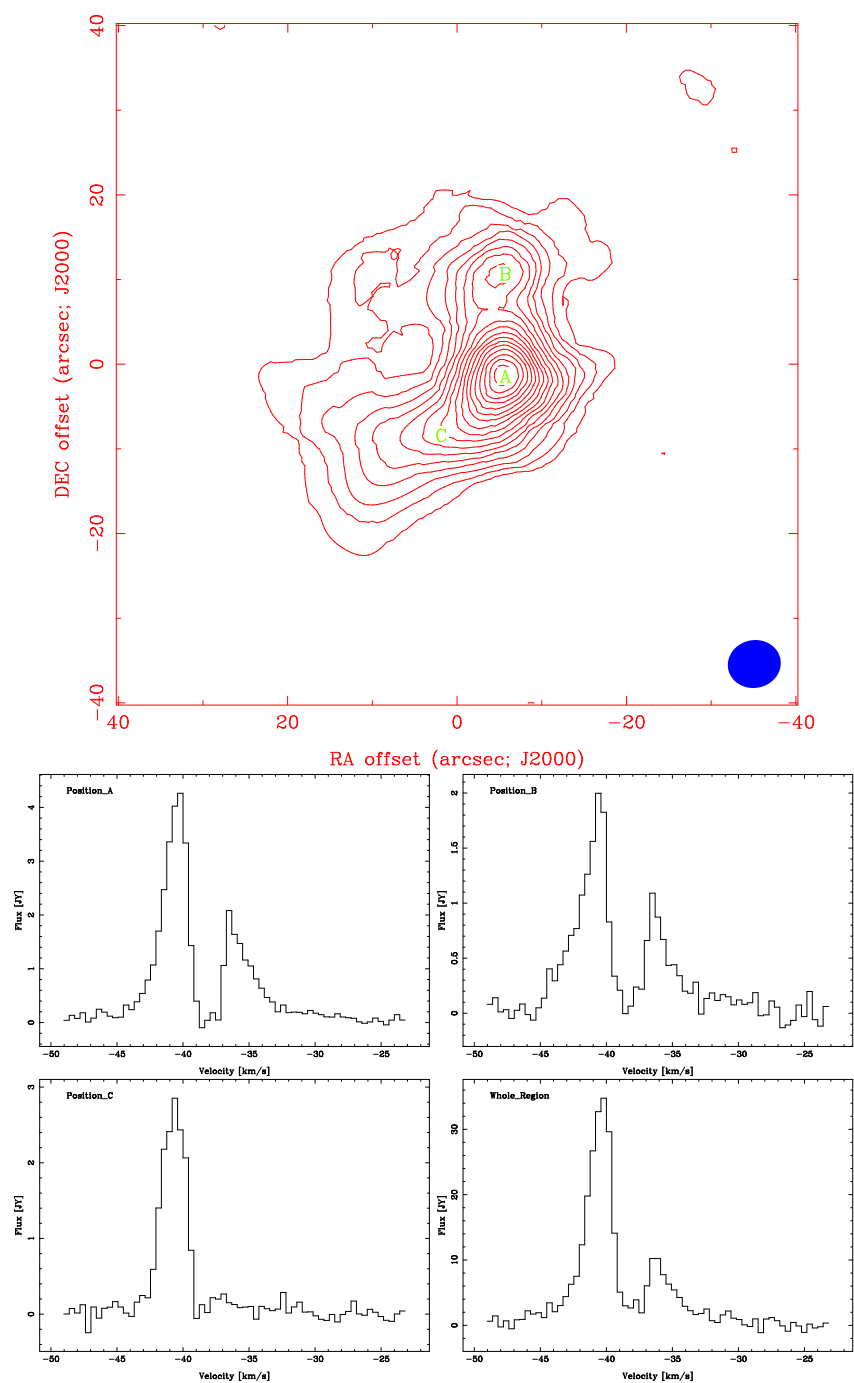 40
20
0
−20
−40
DEC offset (arcsec; J2000)
B
A
C
40 20 0 −20 −40
RA offset (arcsec; J2000)
Position_A
4
3
2
1
0
Flux [JY]
−50 −45 −40 −35 −30 −25
Velocity [km/s]
Position_B
2
1.5
1
0.5
0
Flux [JY]
−50 −45 −40 −35 −30 −25
Velocity [km/s]
Position_C
3
2
1
0
Flux [JY]
−50 −45 −40 −35 −30 −25
Velocity [km/s]
Whole_Region
30
20
10
0
Flux [JY]
−50 −45 −40 −35 −30 −25
Velocity [km/s]